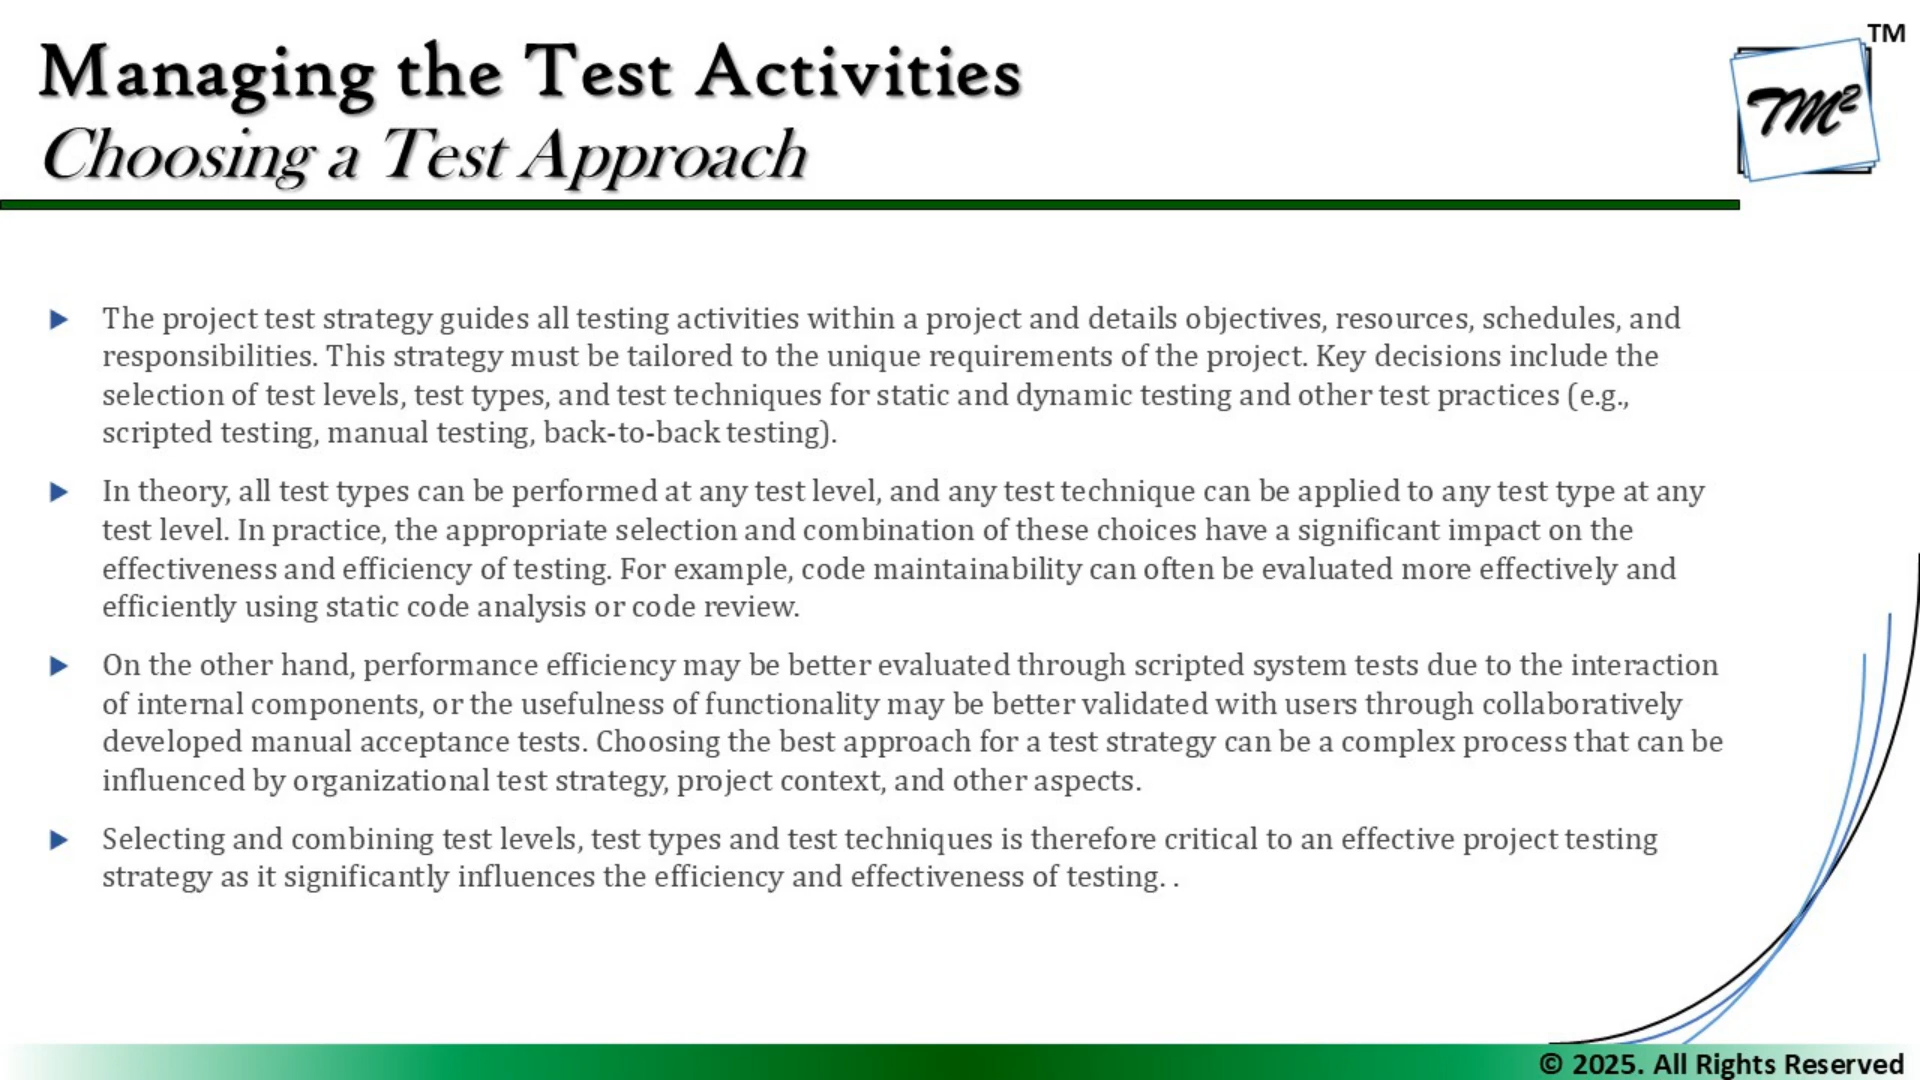 Managing the Test Activities
Choosing a Test Approach
TM
TM²
The project test strategy guides all testing activities within a project and details objectives, resources, schedules, and
responsibilities. This strategy must be tailored to the unique requirements of the project. Key decisions include the
selection of test levels, test types, and test techniques for static and dynamic testing and other test practices (e.g.,
scripted testing, manual testing, back-to-back testing).
In theory, all test types can be performed at any test level, and any test technique can be applied to any test type at any
test level. In practice, the appropriate selection and combination of these choices have a significant impact on the
effectiveness and efficiency of testing. For example, code maintainability can often be evaluated more effectively and
efficiently using static code analysis or code review.
On the other hand, performance efficiency may be better evaluated through scripted system tests due to the interaction
of internal components, or the usefulness of functionality may be better validated with users through collaboratively
developed manual acceptance tests. Choosing the best approach for a test strategy can be a complex process that can be
influenced by organizational test strategy, project context, and other aspects.
Selecting and combining test levels, test types and test techniques is therefore critical to an effective project testing
strategy as it significantly influences the efficiency and effectiveness of testing. .
© 2025. All Rights Reserved